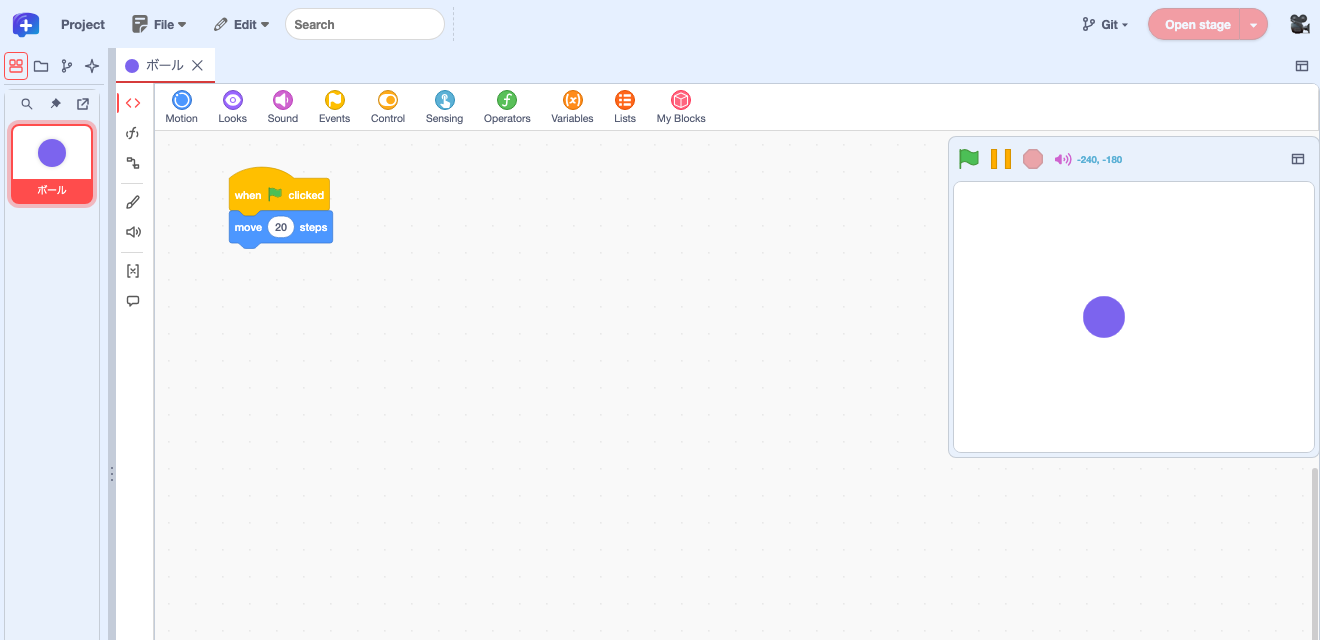 Project File Edit Search Git Open stage
ボール
Motion Looks Sound Events Control Sensing Operators Variables Lists My Blocks
-240, -180
ボール
when clicked
move 20 steps